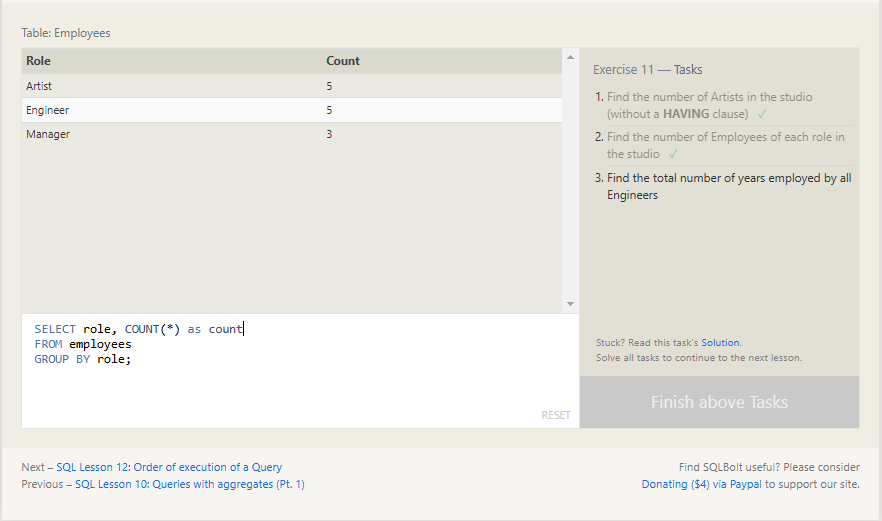 Table: Employees
Role Count
Artist 5
Engineer 5
Manager 3
SELECT role, COUNT(*) as count
FROM employees
GROUP BY role;
RESET
Exercise 11 — Tasks
1. Find the number of Artists in the studio
(without a HAVING clause) ✓
2. Find the number of Employees of each role in
the studio ✓
3. Find the total number of years employed by all
Engineers
Stuck? Read this task's Solution.
Solve all tasks to continue to the next lesson.
Finish above Tasks
Next – SQL Lesson 12: Order of execution of a Query
Previous – SQL Lesson 10: Queries with aggregates (Pt. 1)
Find SQLBolt useful? Please consider
Donating ($4) via Paypal to support our site.